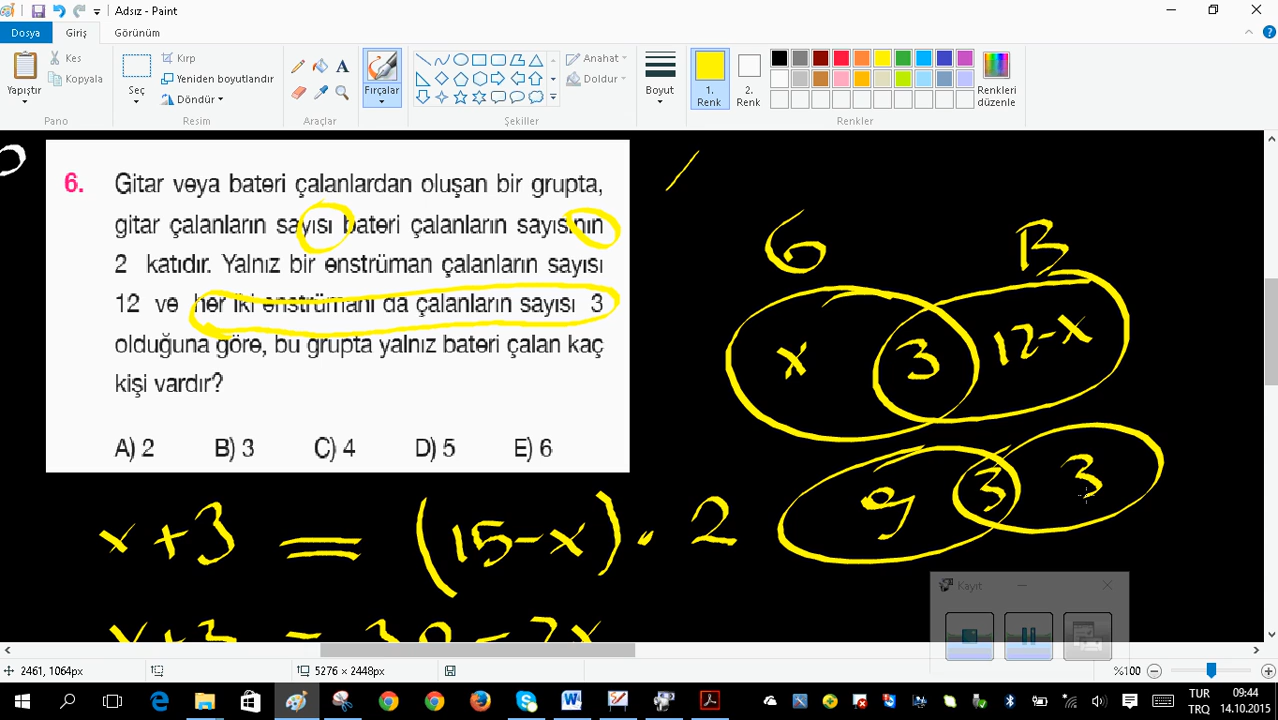 Adsız - Paint
Dosya
Giriş
Görünüm
Yapıştır
Kes
Kopyala
Pano
Seç
Kırp
Yeniden boyutlandır
Döndür
Resim
Araçlar
Fırçalar
Anahat
Doldur
Şekiller
Boyut
1. Renk
2. Renk
Renkleri düzenle
Renkler
6. Gitar veya bateri çalanlardan oluşan bir grupta,
gitar çalanların sayısı bateri çalanların sayısının
2 katıdır. Yalnız bir enstrüman çalanların sayısı
12 ve her iki enstrümanı da çalanların sayısı 3
olduğuna göre, bu grupta yalnız bateri çalan kaç
kişi vardır?
A) 2 B) 3 C) 4 D) 5 E) 6
G B
x 3 12-x
9 3 3
x+3 = (15-x).2
x+3 = 30-2x
Kayıt
2461, 1064px
5276 × 2448px
%100
TUR 09:44
TRQ 14.10.2015